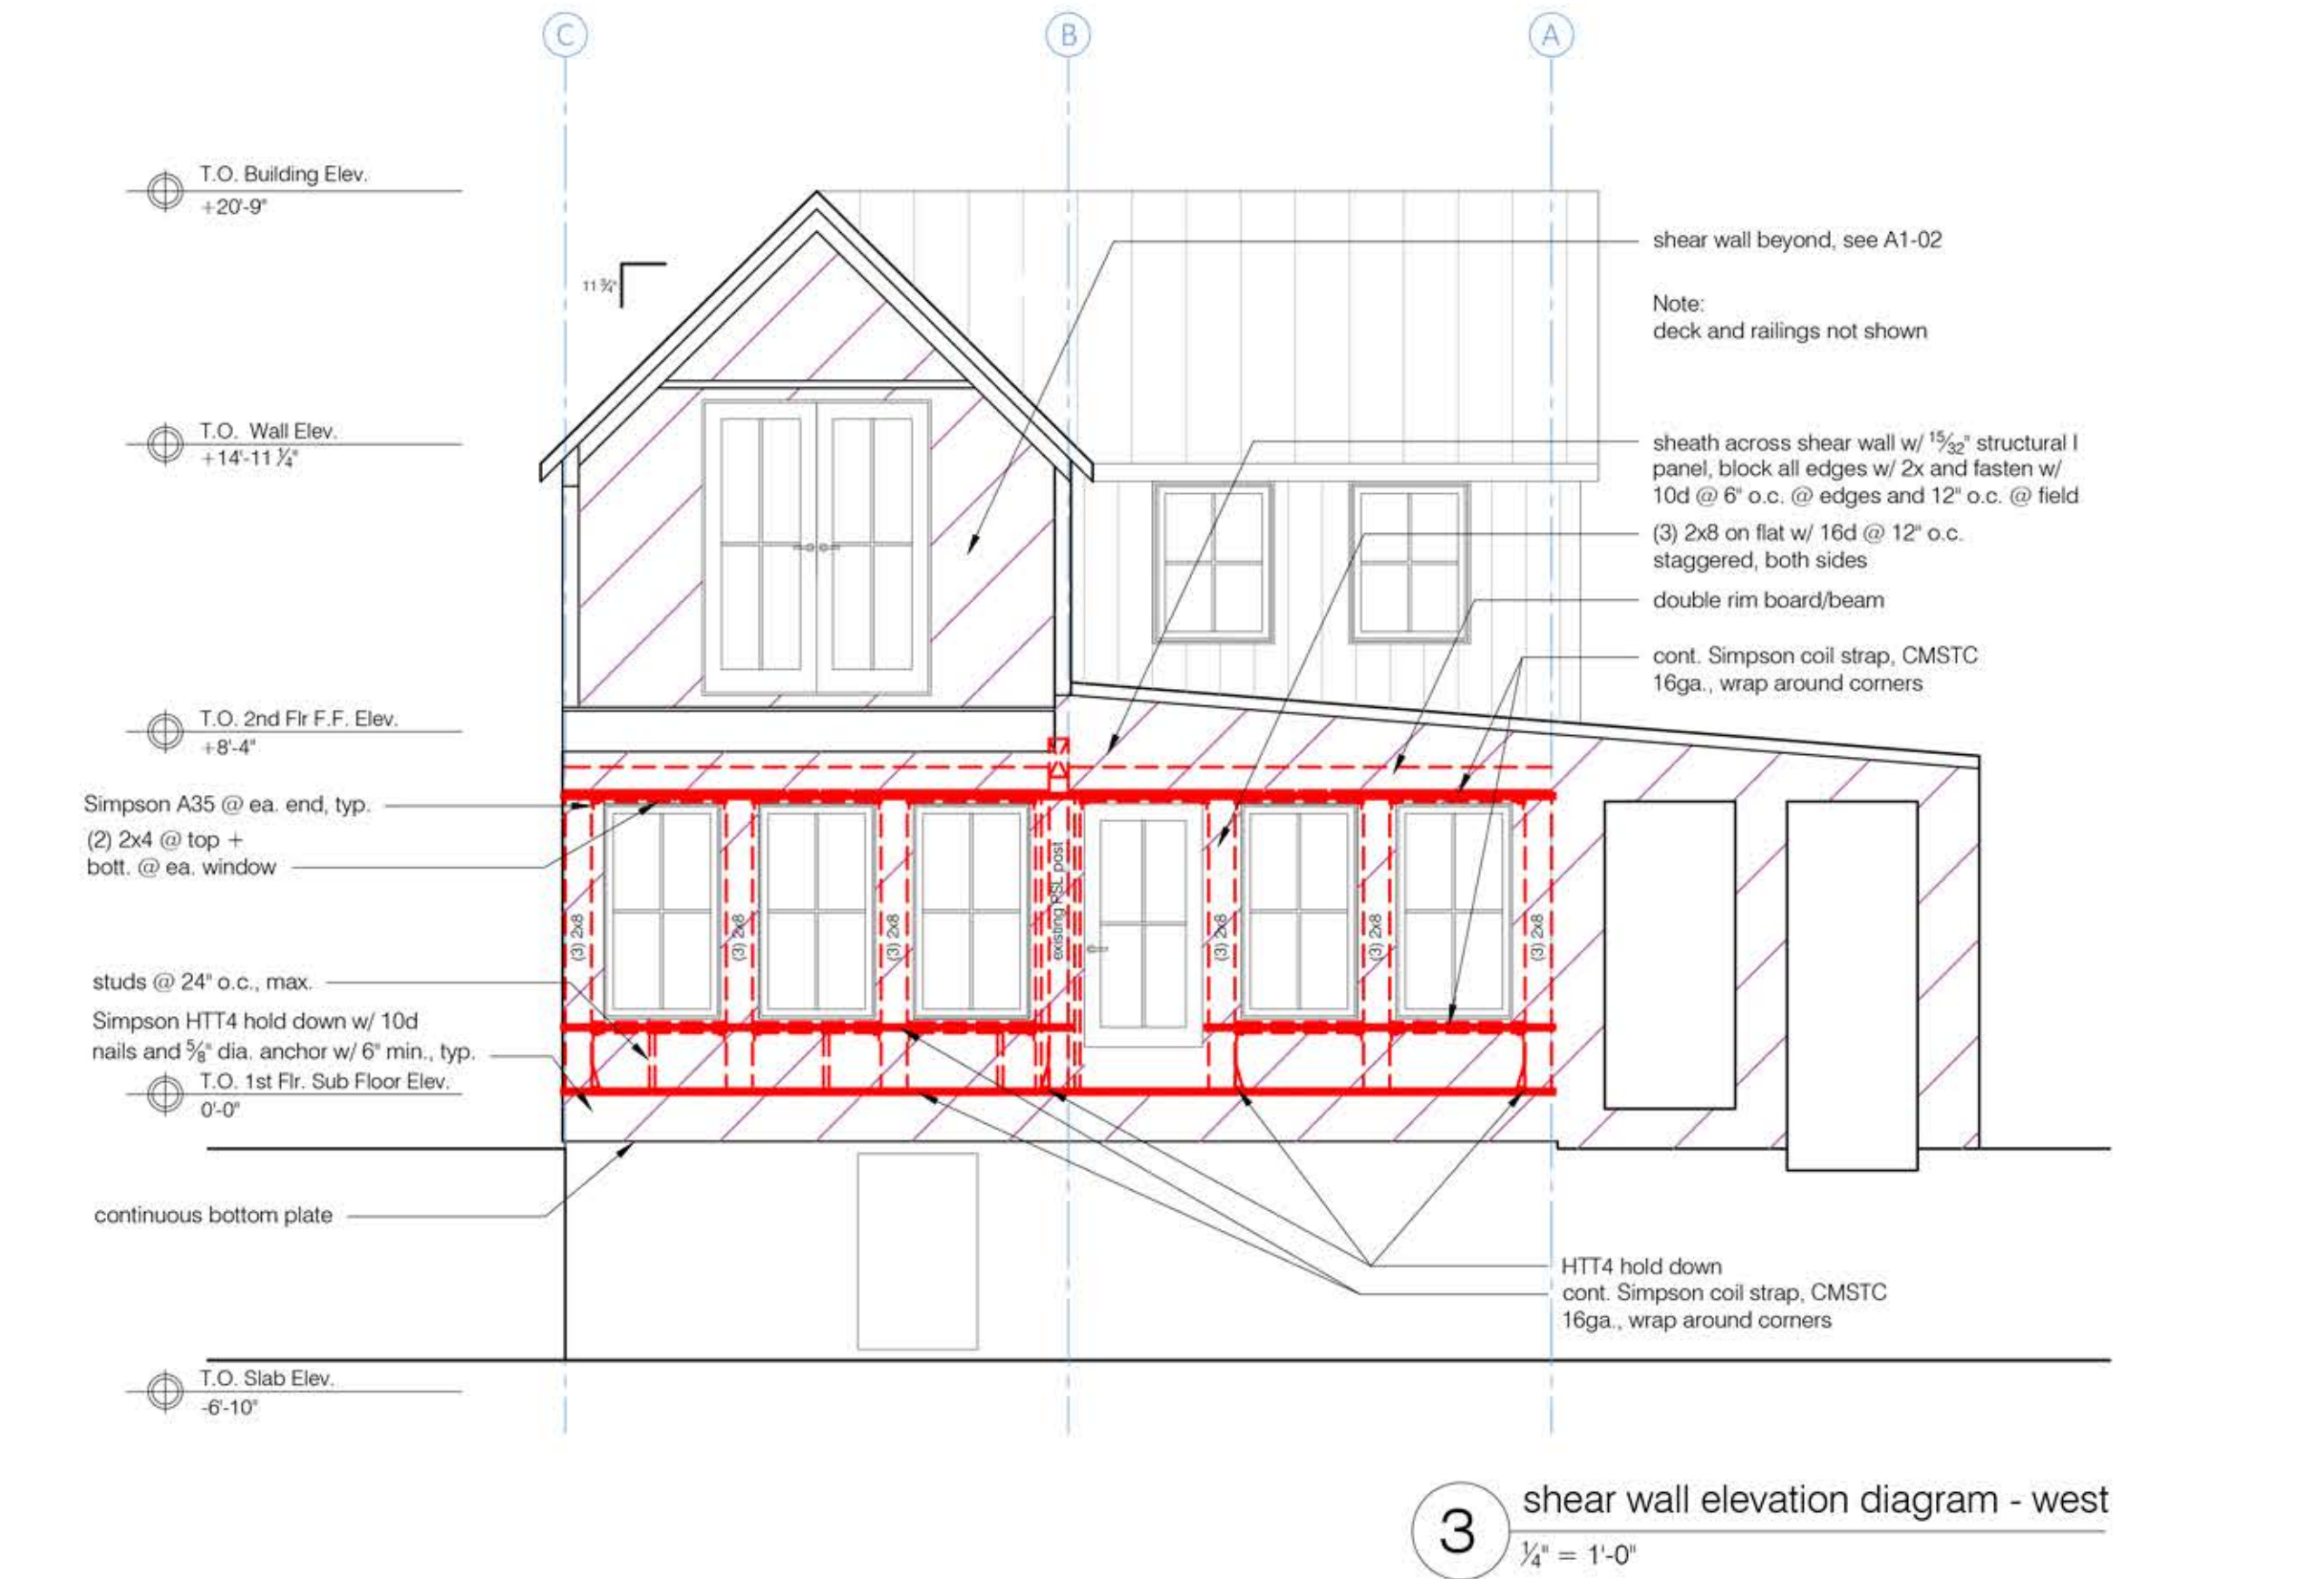 C
B
A
T.O. Building Elev.
+20'-9"
11 ¾"
T.O. Wall Elev.
+14'-11 ¼"
T.O. 2nd Flr F.F. Elev.
+8'-4"
Simpson A35 @ ea. end, typ.
(2) 2x4 @ top +
bott. @ ea. window
studs @ 24" o.c., max.
Simpson HTT4 hold down w/ 10d
nails and ⅝" dia. anchor w/ 6" min., typ.
T.O. 1st Flr. Sub Floor Elev.
0'-0"
continuous bottom plate
T.O. Slab Elev.
-6'-10"
(3) 2x8
(3) 2x8
(3) 2x8
existing PSL post
(3) 2x8
(3) 2x8
(3) 2x8
shear wall beyond, see A1-02
Note:
deck and railings not shown
sheath across shear wall w/ 15/32" structural I
panel, block all edges w/ 2x and fasten w/
10d @ 6" o.c. @ edges and 12" o.c. @ field
(3) 2x8 on flat w/ 16d @ 12" o.c.
staggered, both sides
double rim board/beam
cont. Simpson coil strap, CMSTC
16ga., wrap around corners
HTT4 hold down
cont. Simpson coil strap, CMSTC
16ga., wrap around corners
3
shear wall elevation diagram - west
¼" = 1'-0"